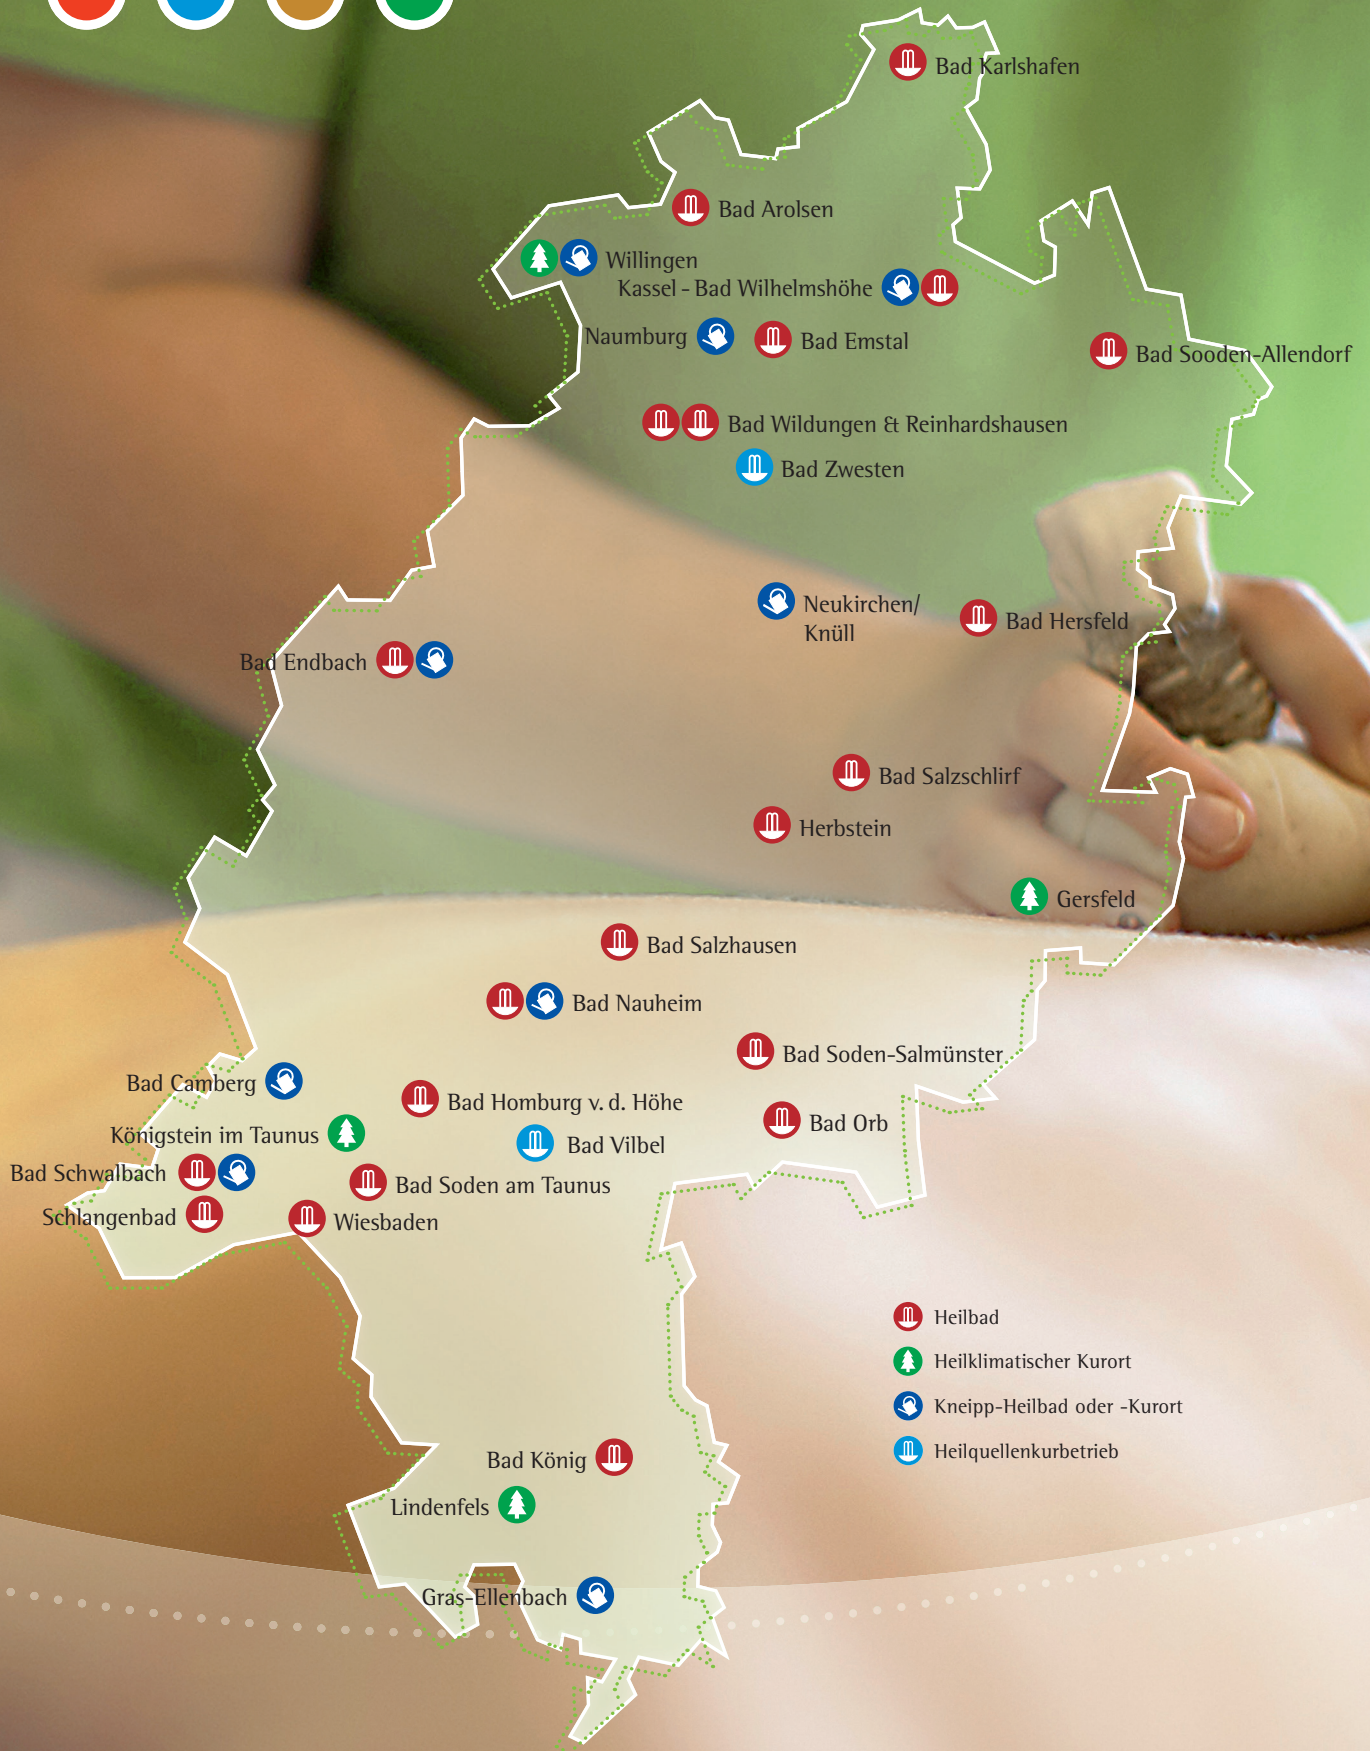 Bad Karlshafen
Bad Arolsen
Willingen
Kassel - Bad Wilhelmshöhe
Naumburg
Bad Emstal
Bad Sooden-Allendorf
Bad Wildungen & Reinhardshausen
Bad Zwesten
Neukirchen/
Knüll
Bad Hersfeld
Bad Endbach
Bad Salzschlirf
Herbstein
Gersfeld
Bad Salzhausen
Bad Nauheim
Bad Soden-Salmünster
Bad Camberg
Bad Homburg v. d. Höhe
Bad Orb
Königstein im Taunus
Bad Vilbel
Bad Schwalbach
Bad Soden am Taunus
Schlangenbad
Wiesbaden
Heilbad
Heilklimatischer Kurort
Kneipp-Heilbad oder -Kurort
Heilquellenkurbetrieb
Bad König
Lindenfels
Gras-Ellenbach